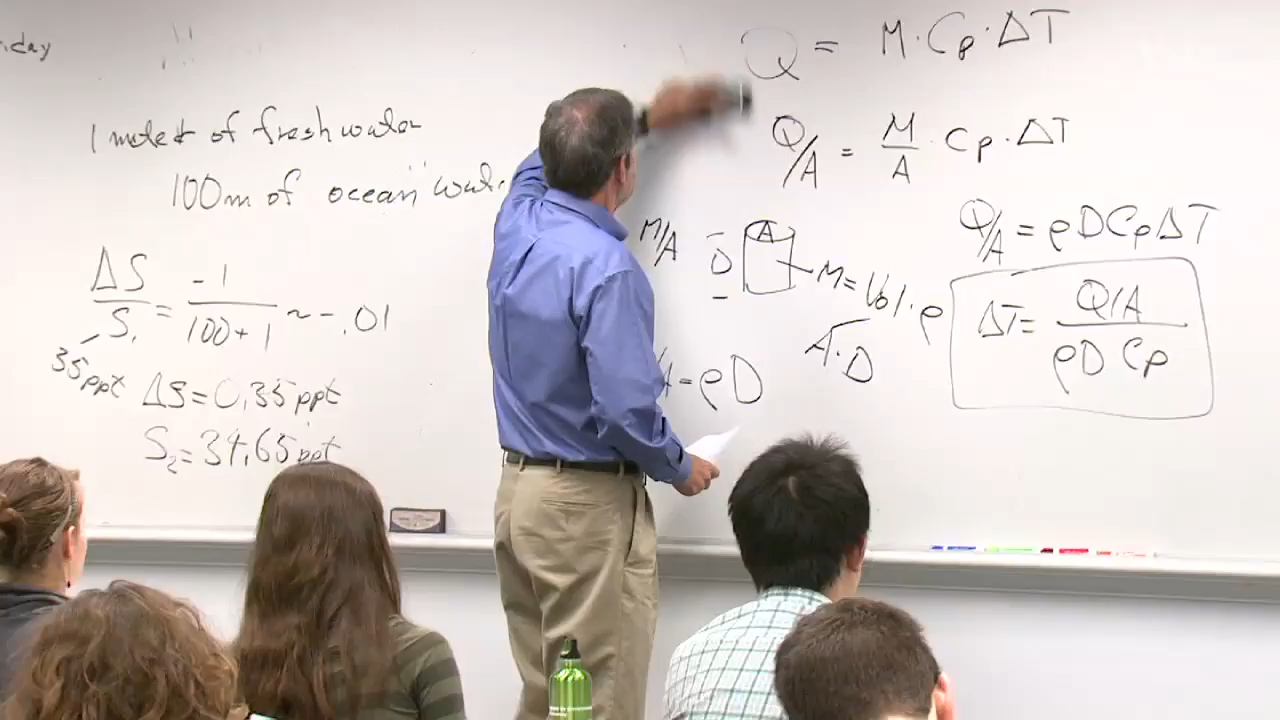 1 meter of freshwater
100m of ocean
ΔS/S₁ = -1/(100+1) ~ -.01
35ppt
ΔS=0.35ppt
S₂=34.65ppt
Q = M·Cp·ΔT
Q/A = M/A · Cp · ΔT
M/A
D
A
M=Vol·ρ
A·D
=ρD
Q/A = ρDCpΔT
ΔT= Q/A / ρD Cp